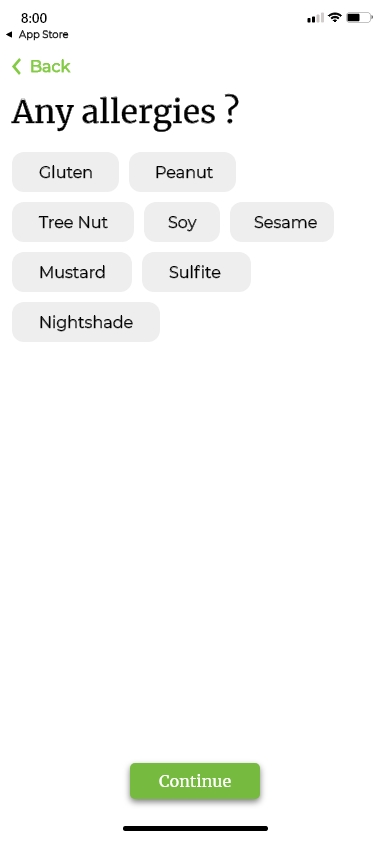 8:00
◄ App Store
Back
Any allergies ?
Gluten Peanut
Tree Nut Soy Sesame
Mustard Sulfite
Nightshade
Continue